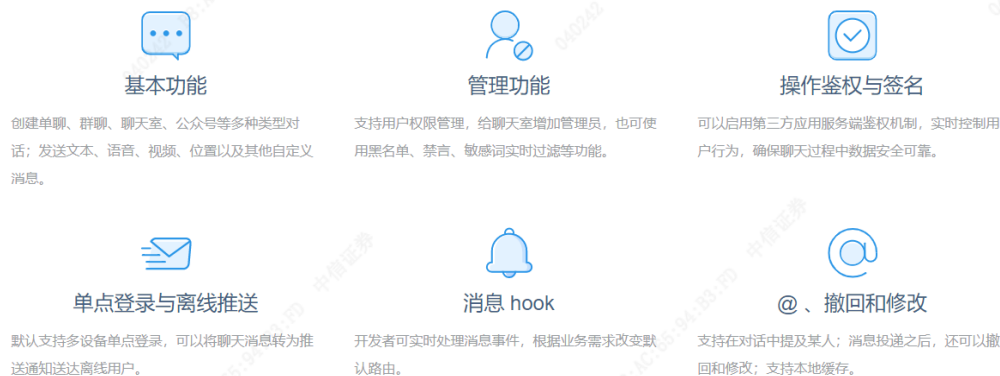 基本功能
创建单聊、群聊、聊天室、公众号等多种类型对
话；发送文本、语音、视频、位置以及其他自定义
消息。
管理功能
支持用户权限管理，给聊天室增加管理员，也可使
用黑名单、禁言、敏感词实时过滤等功能。
操作鉴权与签名
可以启用第三方应用服务端鉴权机制，实时控制用
户行为，确保聊天过程中数据安全可靠。
单点登录与离线推送
默认支持多设备单点登录，可以将聊天消息转为推
送通知送达离线用户。
消息 hook
开发者可实时处理消息事件，根据业务需求改变默
认路由。
@ 、撤回和修改
支持在对话中提及某人；消息投递之后，还可以撤
回和修改；支持本地缓存。
040242
040242
中信证券
中信证券